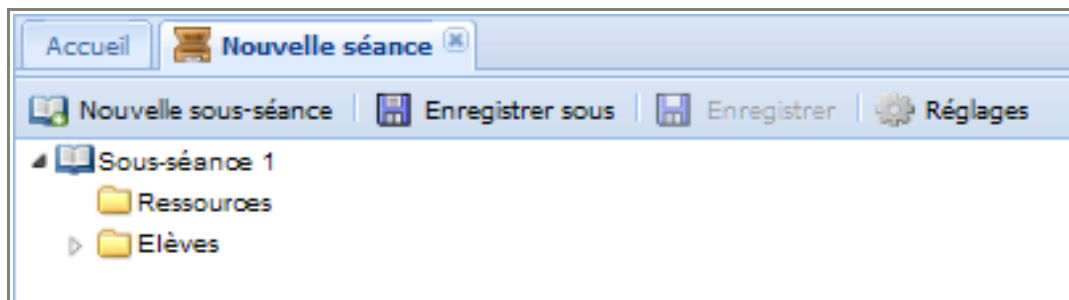 Accueil Nouvelle séance
Nouvelle sous-séance Enregistrer sous Enregistrer Réglages
Sous-séance 1
Ressources
Elèves